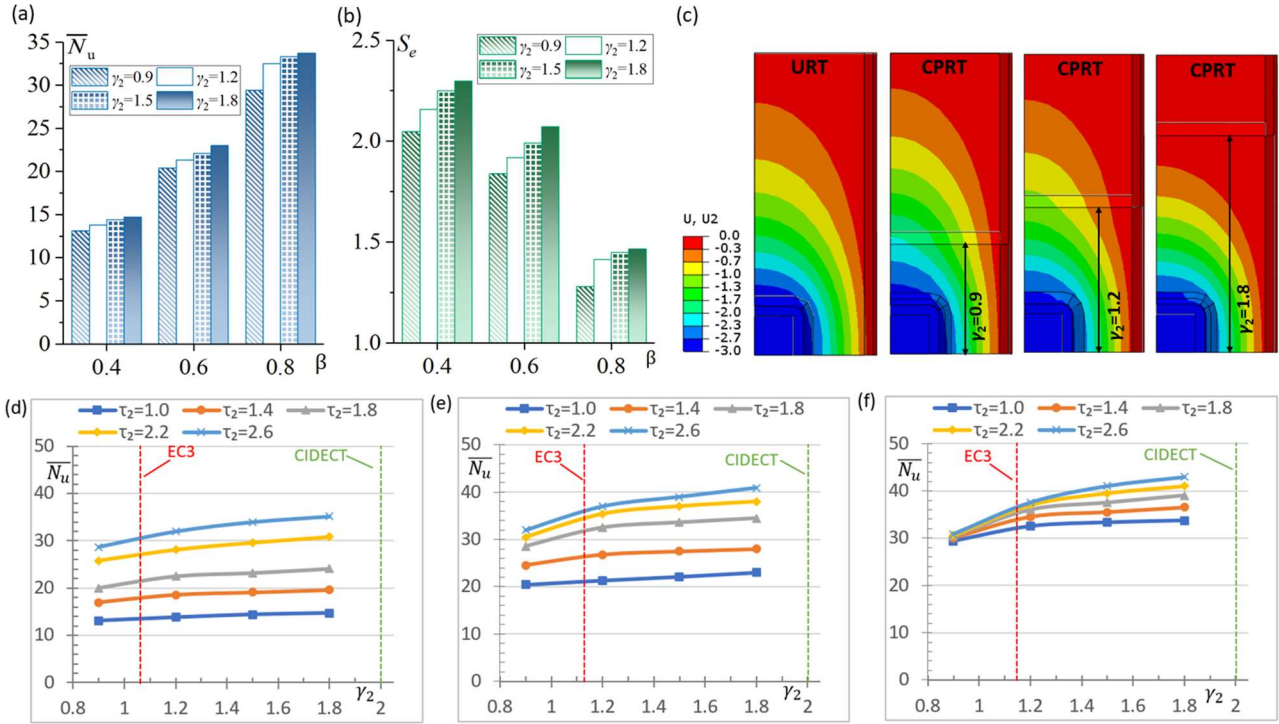 (a)
N̅u
35
30
25
20
15
10
5
0
γ2=0.9 γ2=1.2
γ2=1.5 γ2=1.8
0.4 0.6 0.8 β
(b)
Se
2.5
2.0
1.5
1.0
γ2=0.9 γ2=1.2
γ2=1.5 γ2=1.8
0.4 0.6 0.8 β
(c)
URT CPRT CPRT CPRT
U, U2
0.0
-0.3
-0.7
-1.0
-1.3
-1.7
-2.0
-2.3
-2.7
-3.0
γ2=0.9
γ2=1.2
γ2=1.8
(d)
τ2=1.0 τ2=1.4 τ2=1.8
τ2=2.2 τ2=2.6
N̅u
50
40
30
20
10
0
EC3
CIDECT
γ2
0.8 1 1.2 1.4 1.6 1.8 2
(e)
τ2=1.0 τ2=1.4 τ2=1.8
τ2=2.2 τ2=2.6
N̅u
50
40
30
20
10
0
EC3
CIDECT
γ2
0.8 1 1.2 1.4 1.6 1.8 2
(f)
τ2=1.0 τ2=1.4 τ2=1.8
τ2=2.2 τ2=2.6
N̅u
50
40
30
20
10
0
EC3
CIDECT
γ2
0.8 1 1.2 1.4 1.6 1.8 2